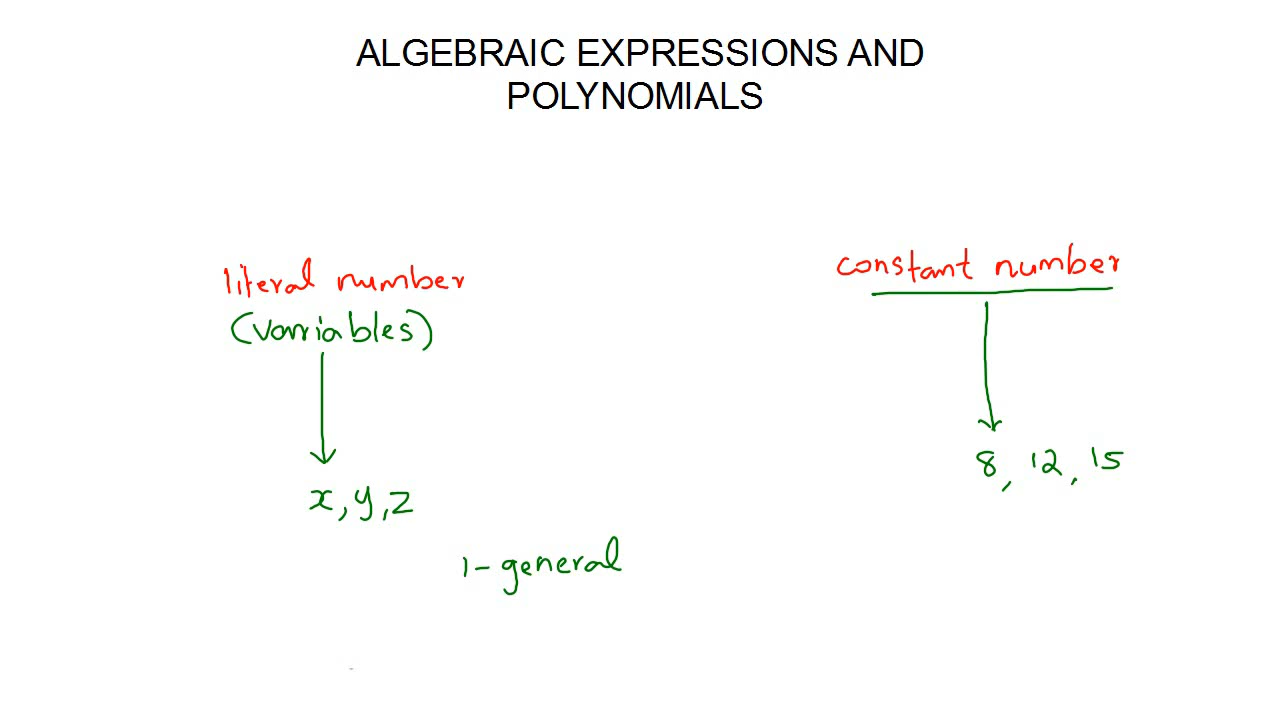 ALGEBRAIC EXPRESSIONS AND
POLYNOMIALS
literal number
(variables)
x, y, z
1- general
constant number
8, 12, 15